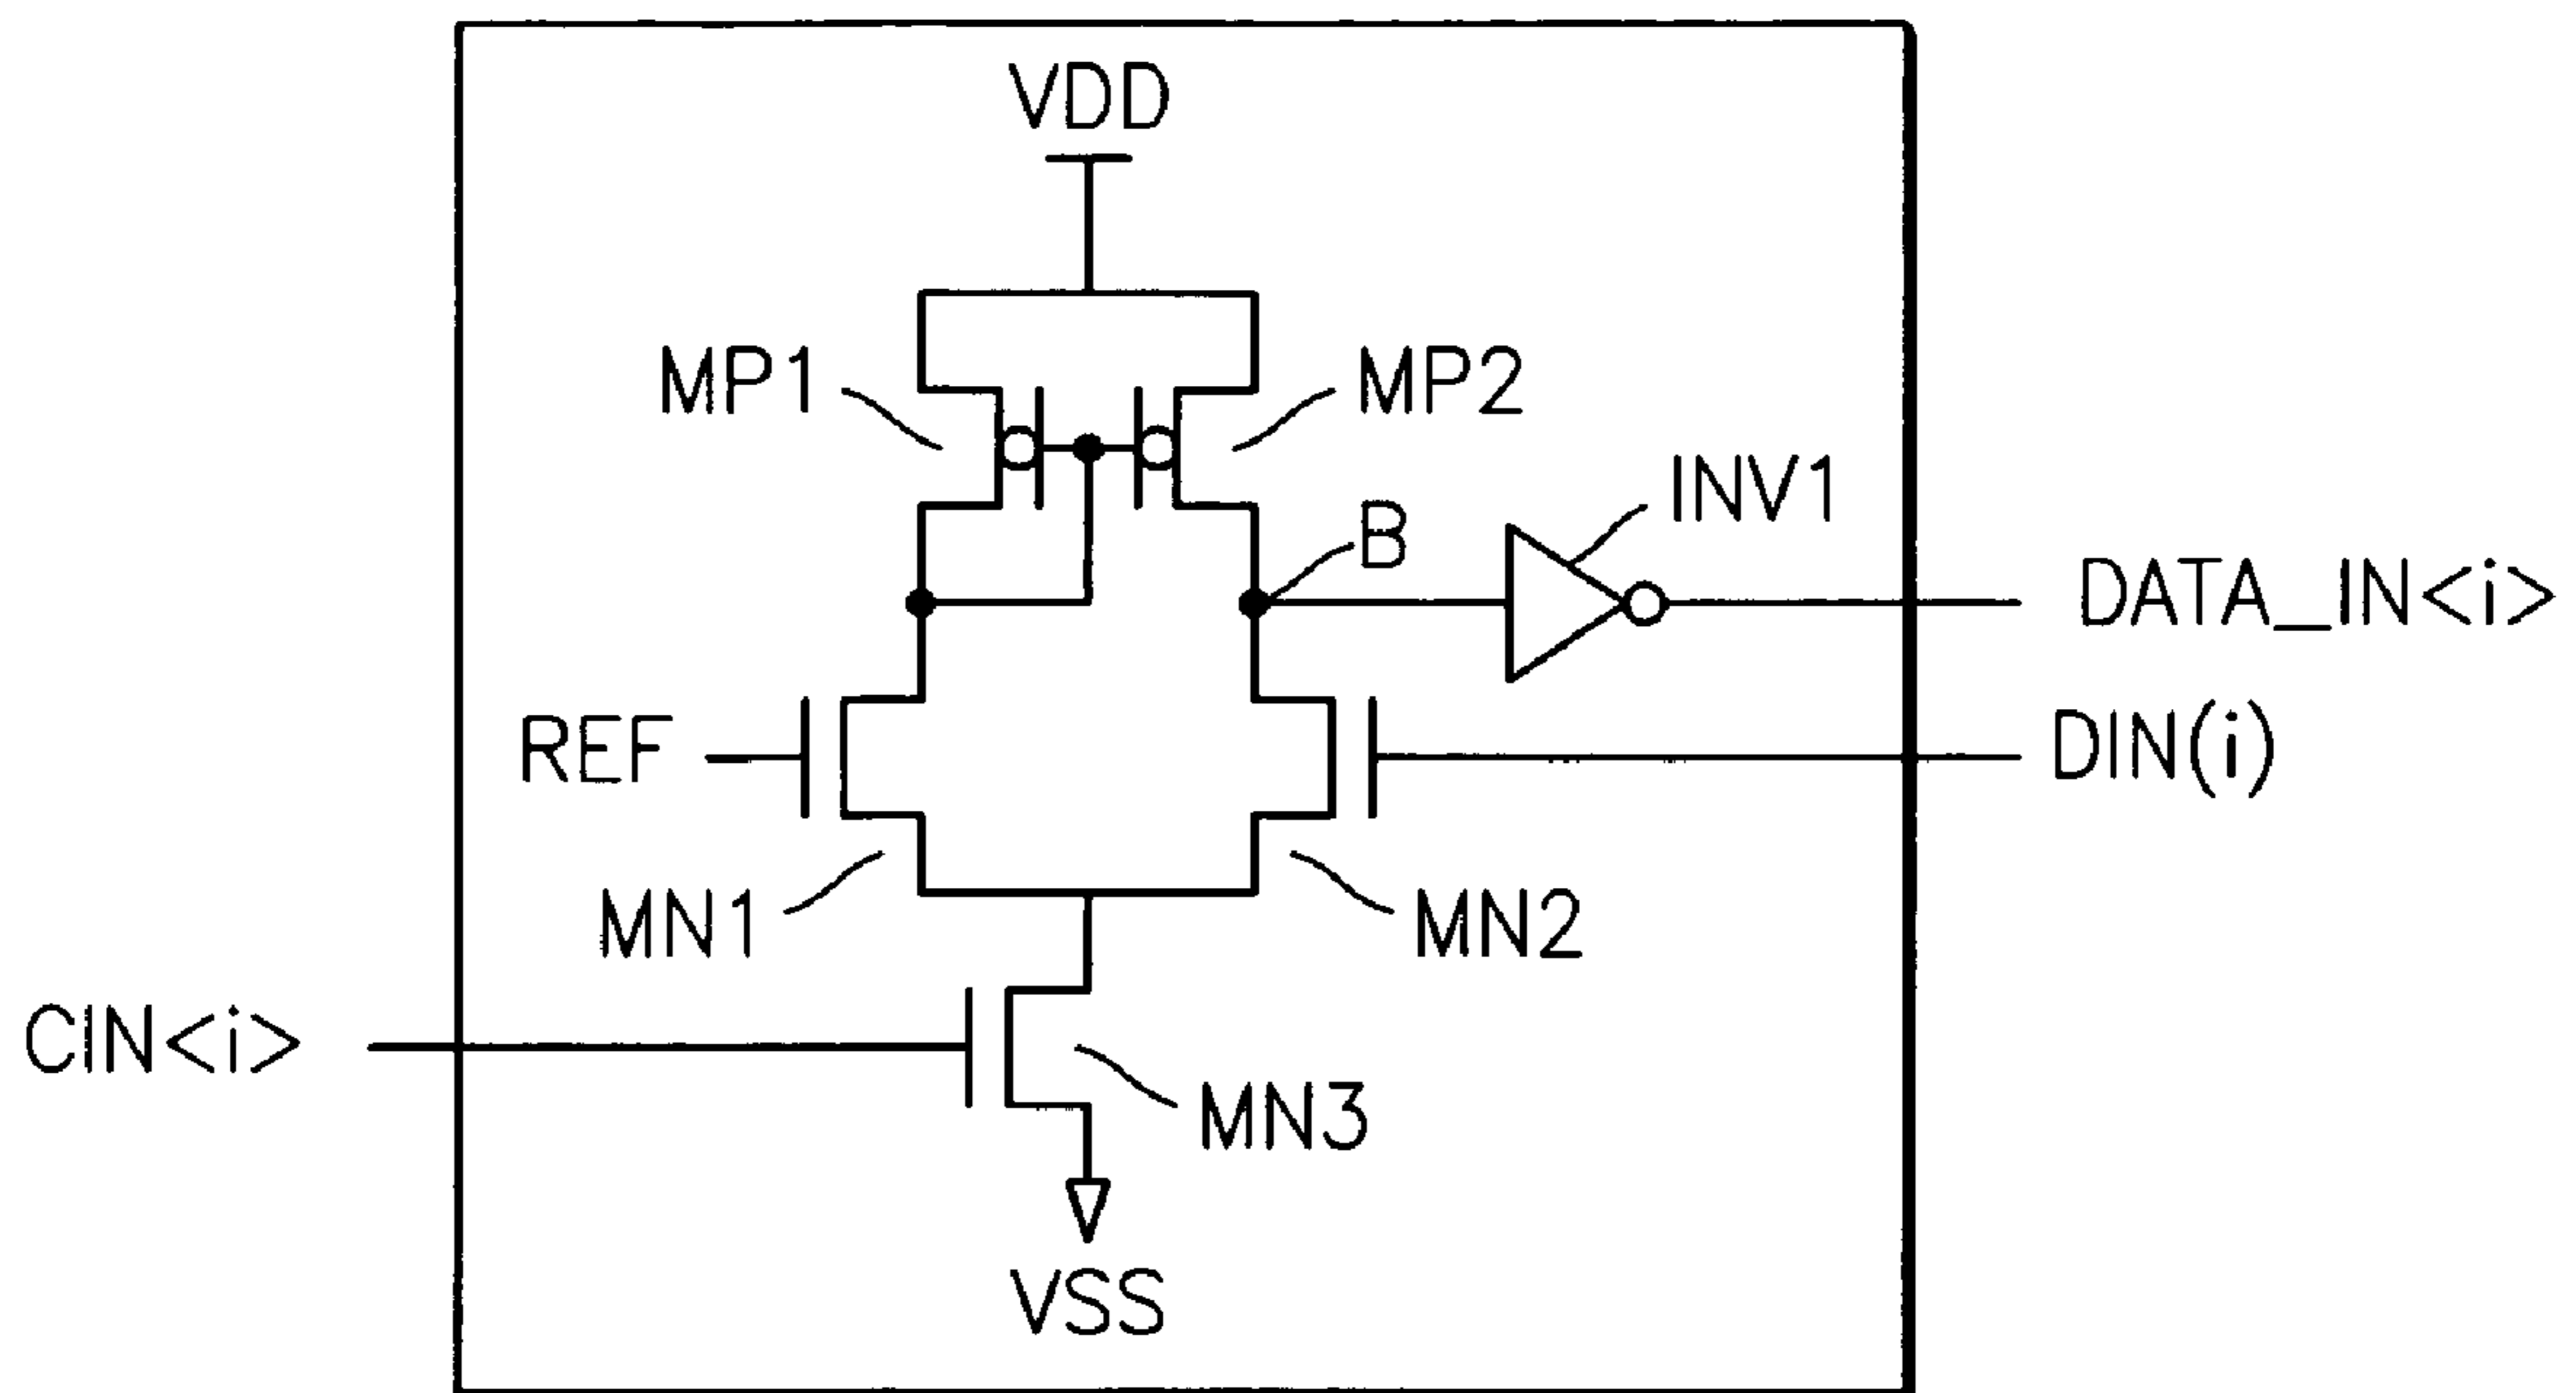 VDD
MP1
MP2
INV1
B
DATA_IN<i>
REF
DIN(i)
MN1
MN2
CIN<i>
MN3
VSS